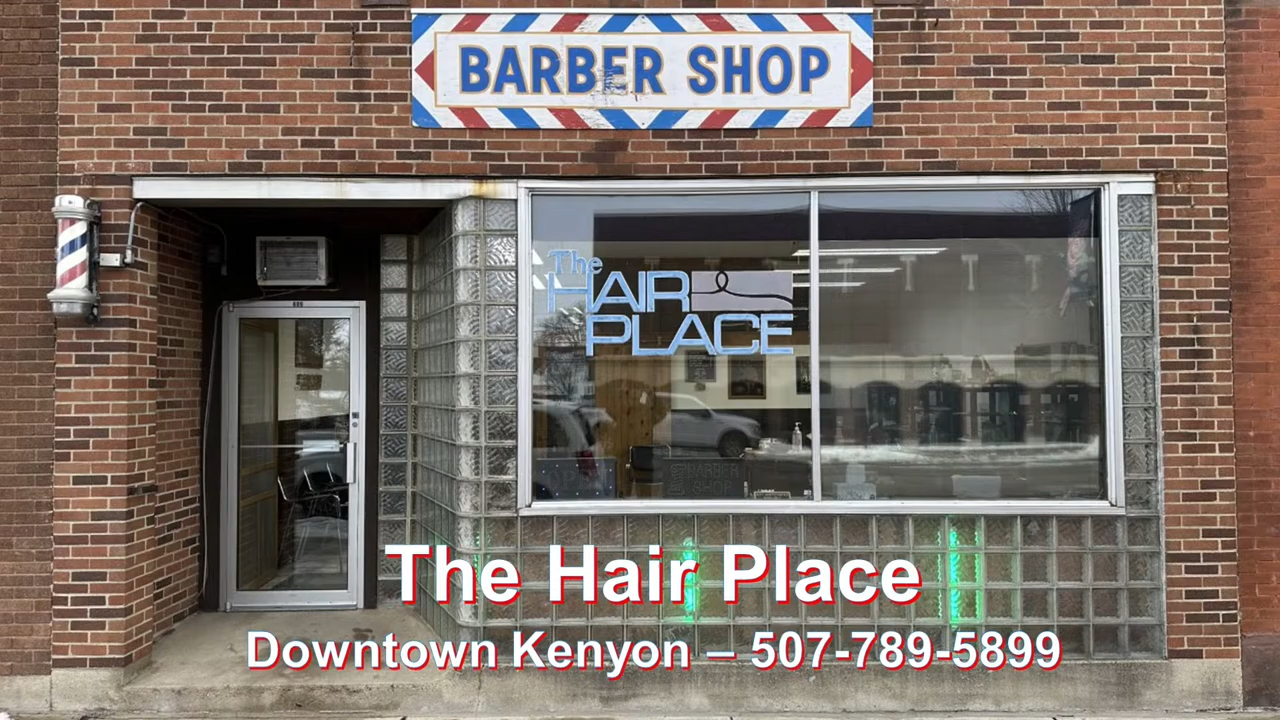 BARBER SHOP
The
HAIR
PLACE
BARBER
SHOP
The Hair Place
Downtown Kenyon – 507-789-5899